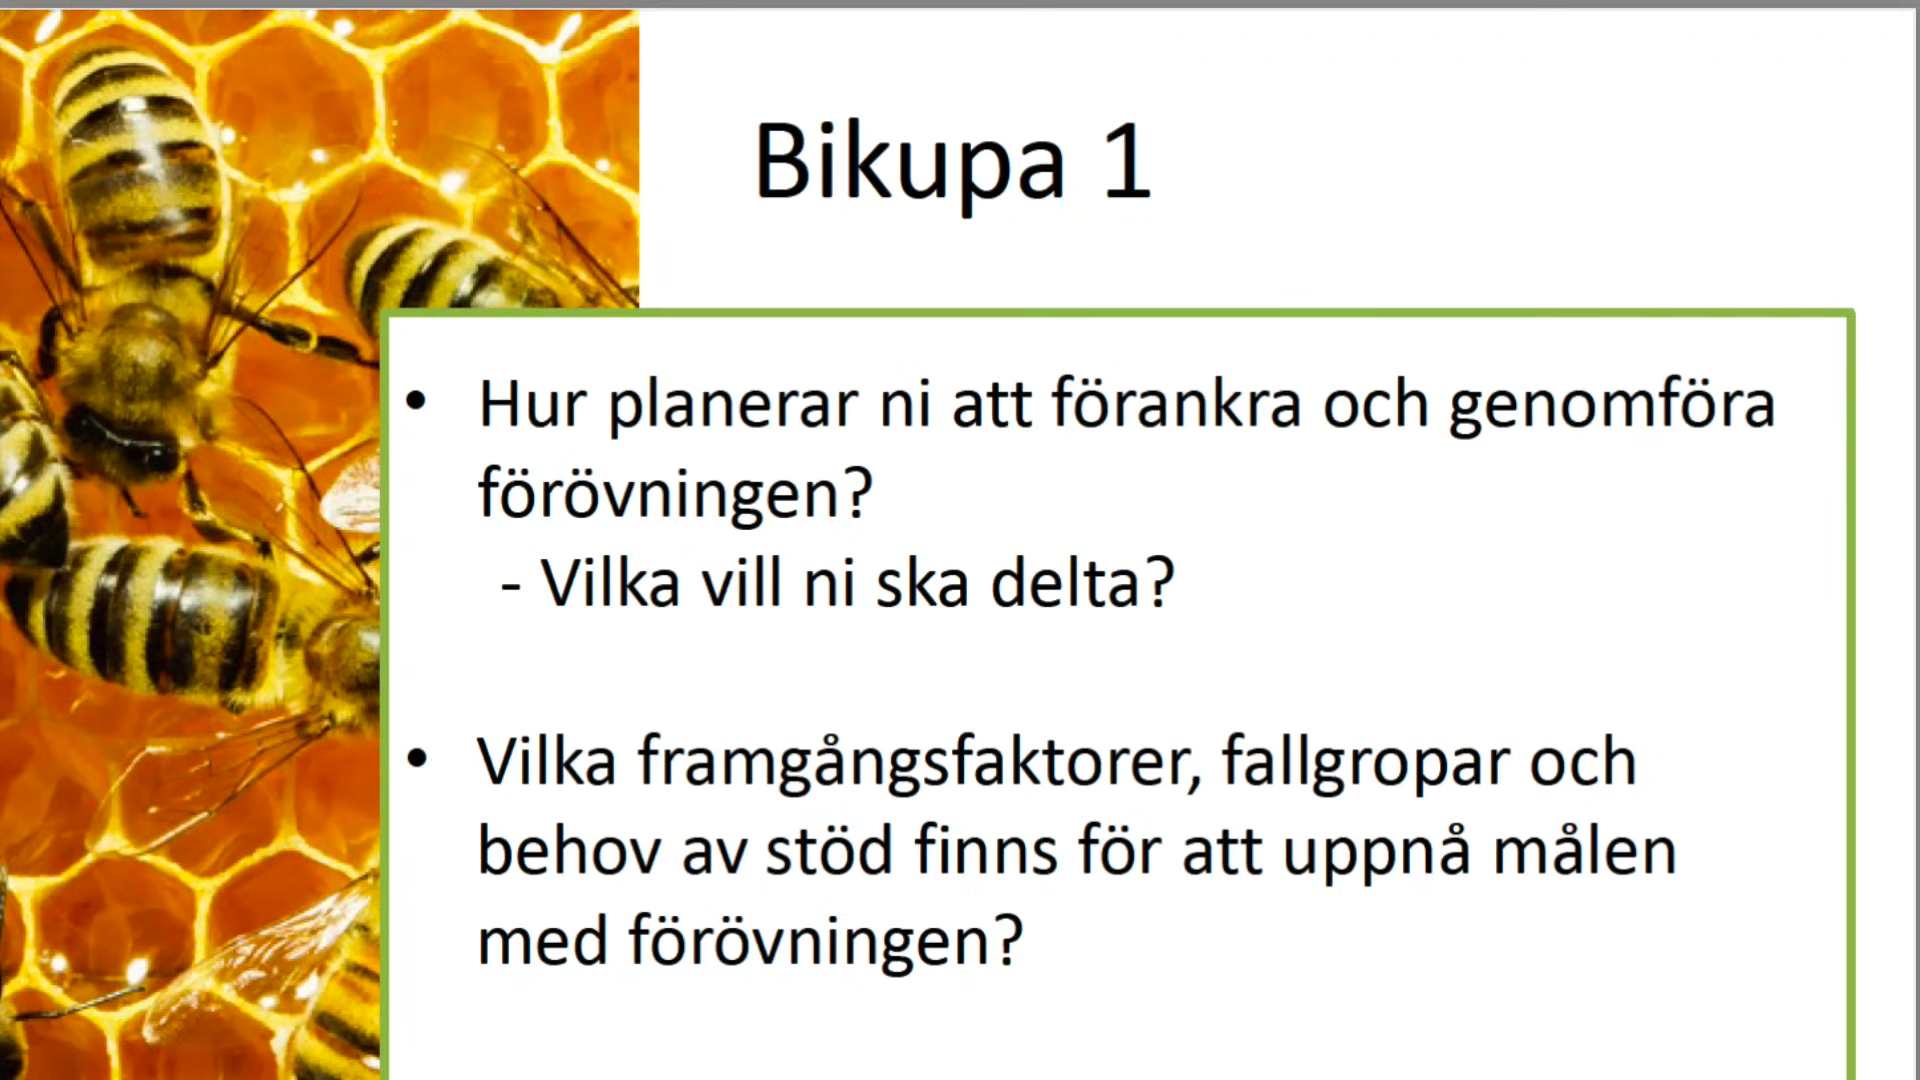 Bikupa 1
• Hur planerar ni att förankra och genomföra
förövningen?
- Vilka vill ni ska delta?
• Vilka framgångsfaktorer, fallgropar och
behov av stöd finns för att uppnå målen
med förövningen?